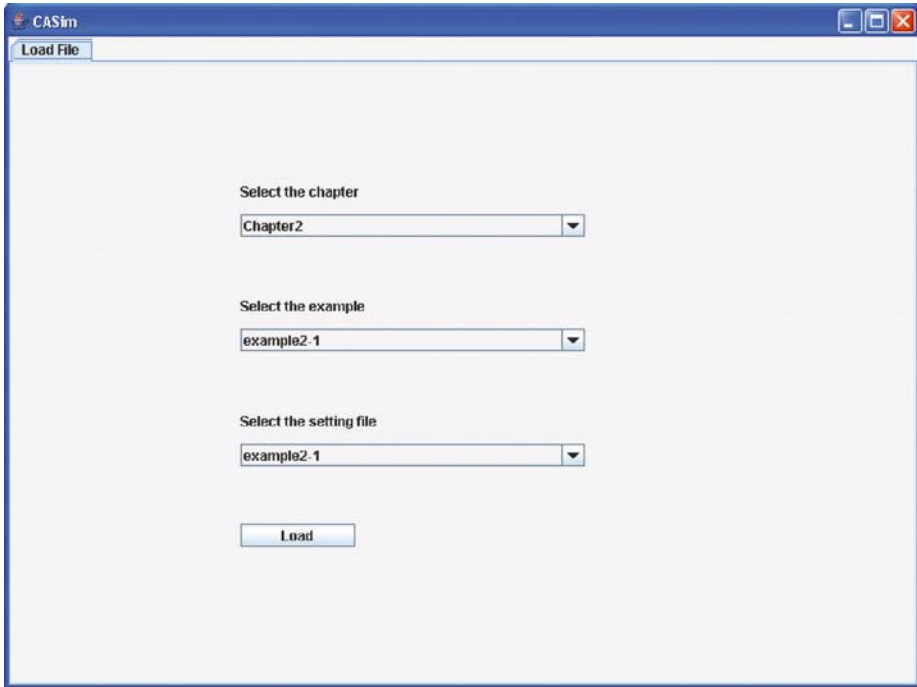 CASim
Load File
Select the chapter
Chapter2
Select the example
example2-1
Select the setting file
example2-1
Load